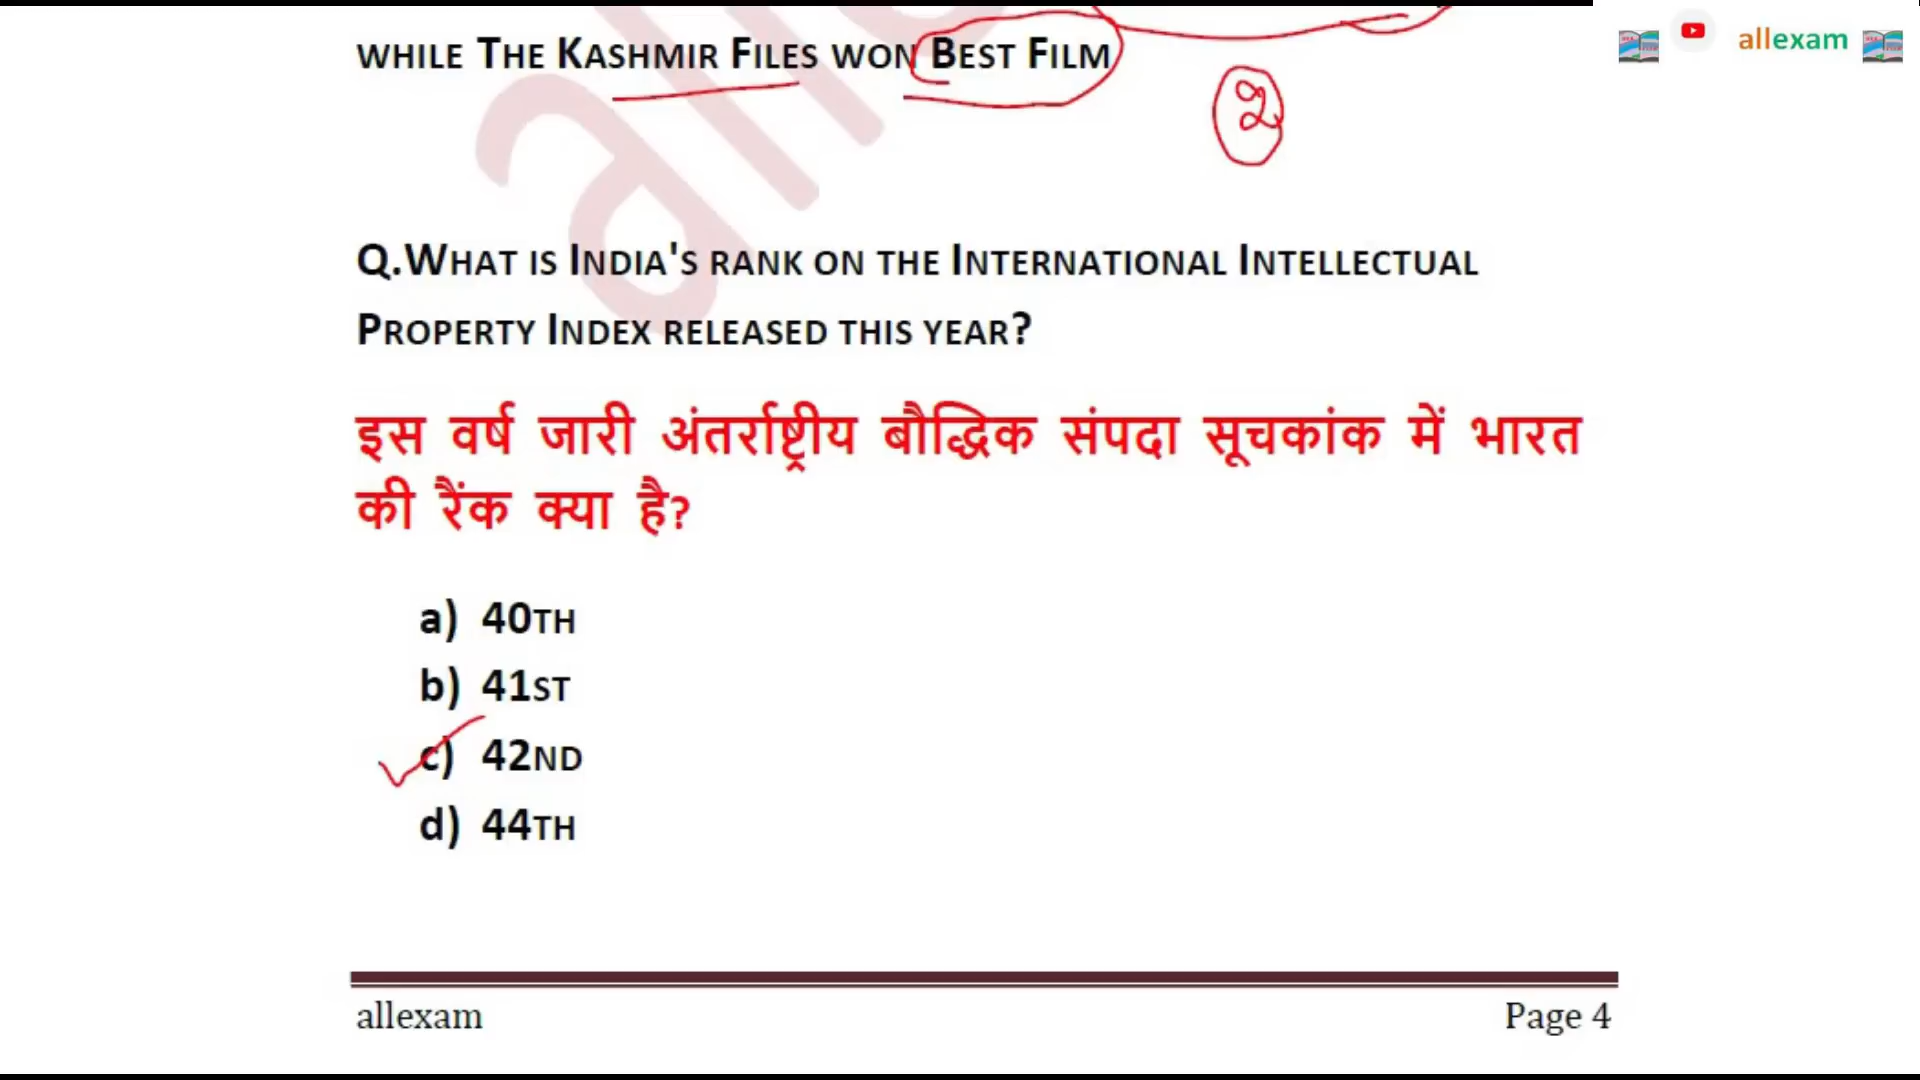 WHILE THE KASHMIR FILES WON BEST FILM
allexam
2
Q.WHAT IS INDIA'S RANK ON THE INTERNATIONAL INTELLECTUAL
PROPERTY INDEX RELEASED THIS YEAR?
इस वर्ष जारी अंतर्राष्ट्रीय बौद्धिक संपदा सूचकांक में भारत
की रैंक क्या है?
a) 40TH
b) 41ST
c) 42ND
d) 44TH
allexam
Page 4